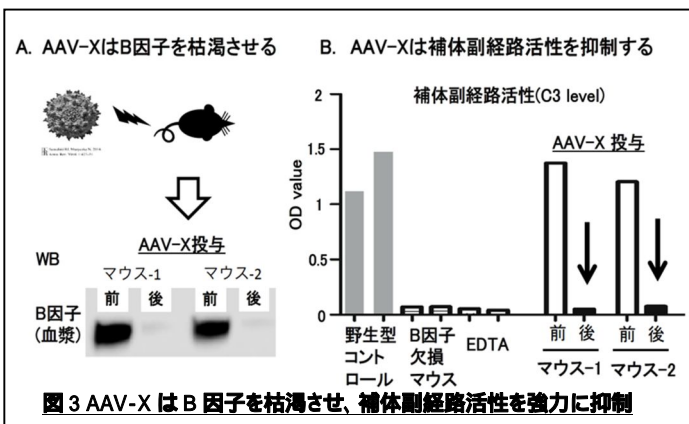 A. AAV-XはB因子を枯渇させる
WB
AAV-X投与
マウス-1 マウス-2
前 後 前 後
B因子
(血漿)
B. AAV-Xは補体副経路活性を抑制する
補体副経路活性(C3 level)
AAV-X 投与
OD value
2
1.5
1
0.5
0
野生型
コント
ロール
B因子
欠損
マウス
EDTA
前 後 前 後
マウス-1 マウス-2
図 3 AAV-X は B 因子を枯渇させ、補体副経路活性を強力に抑制